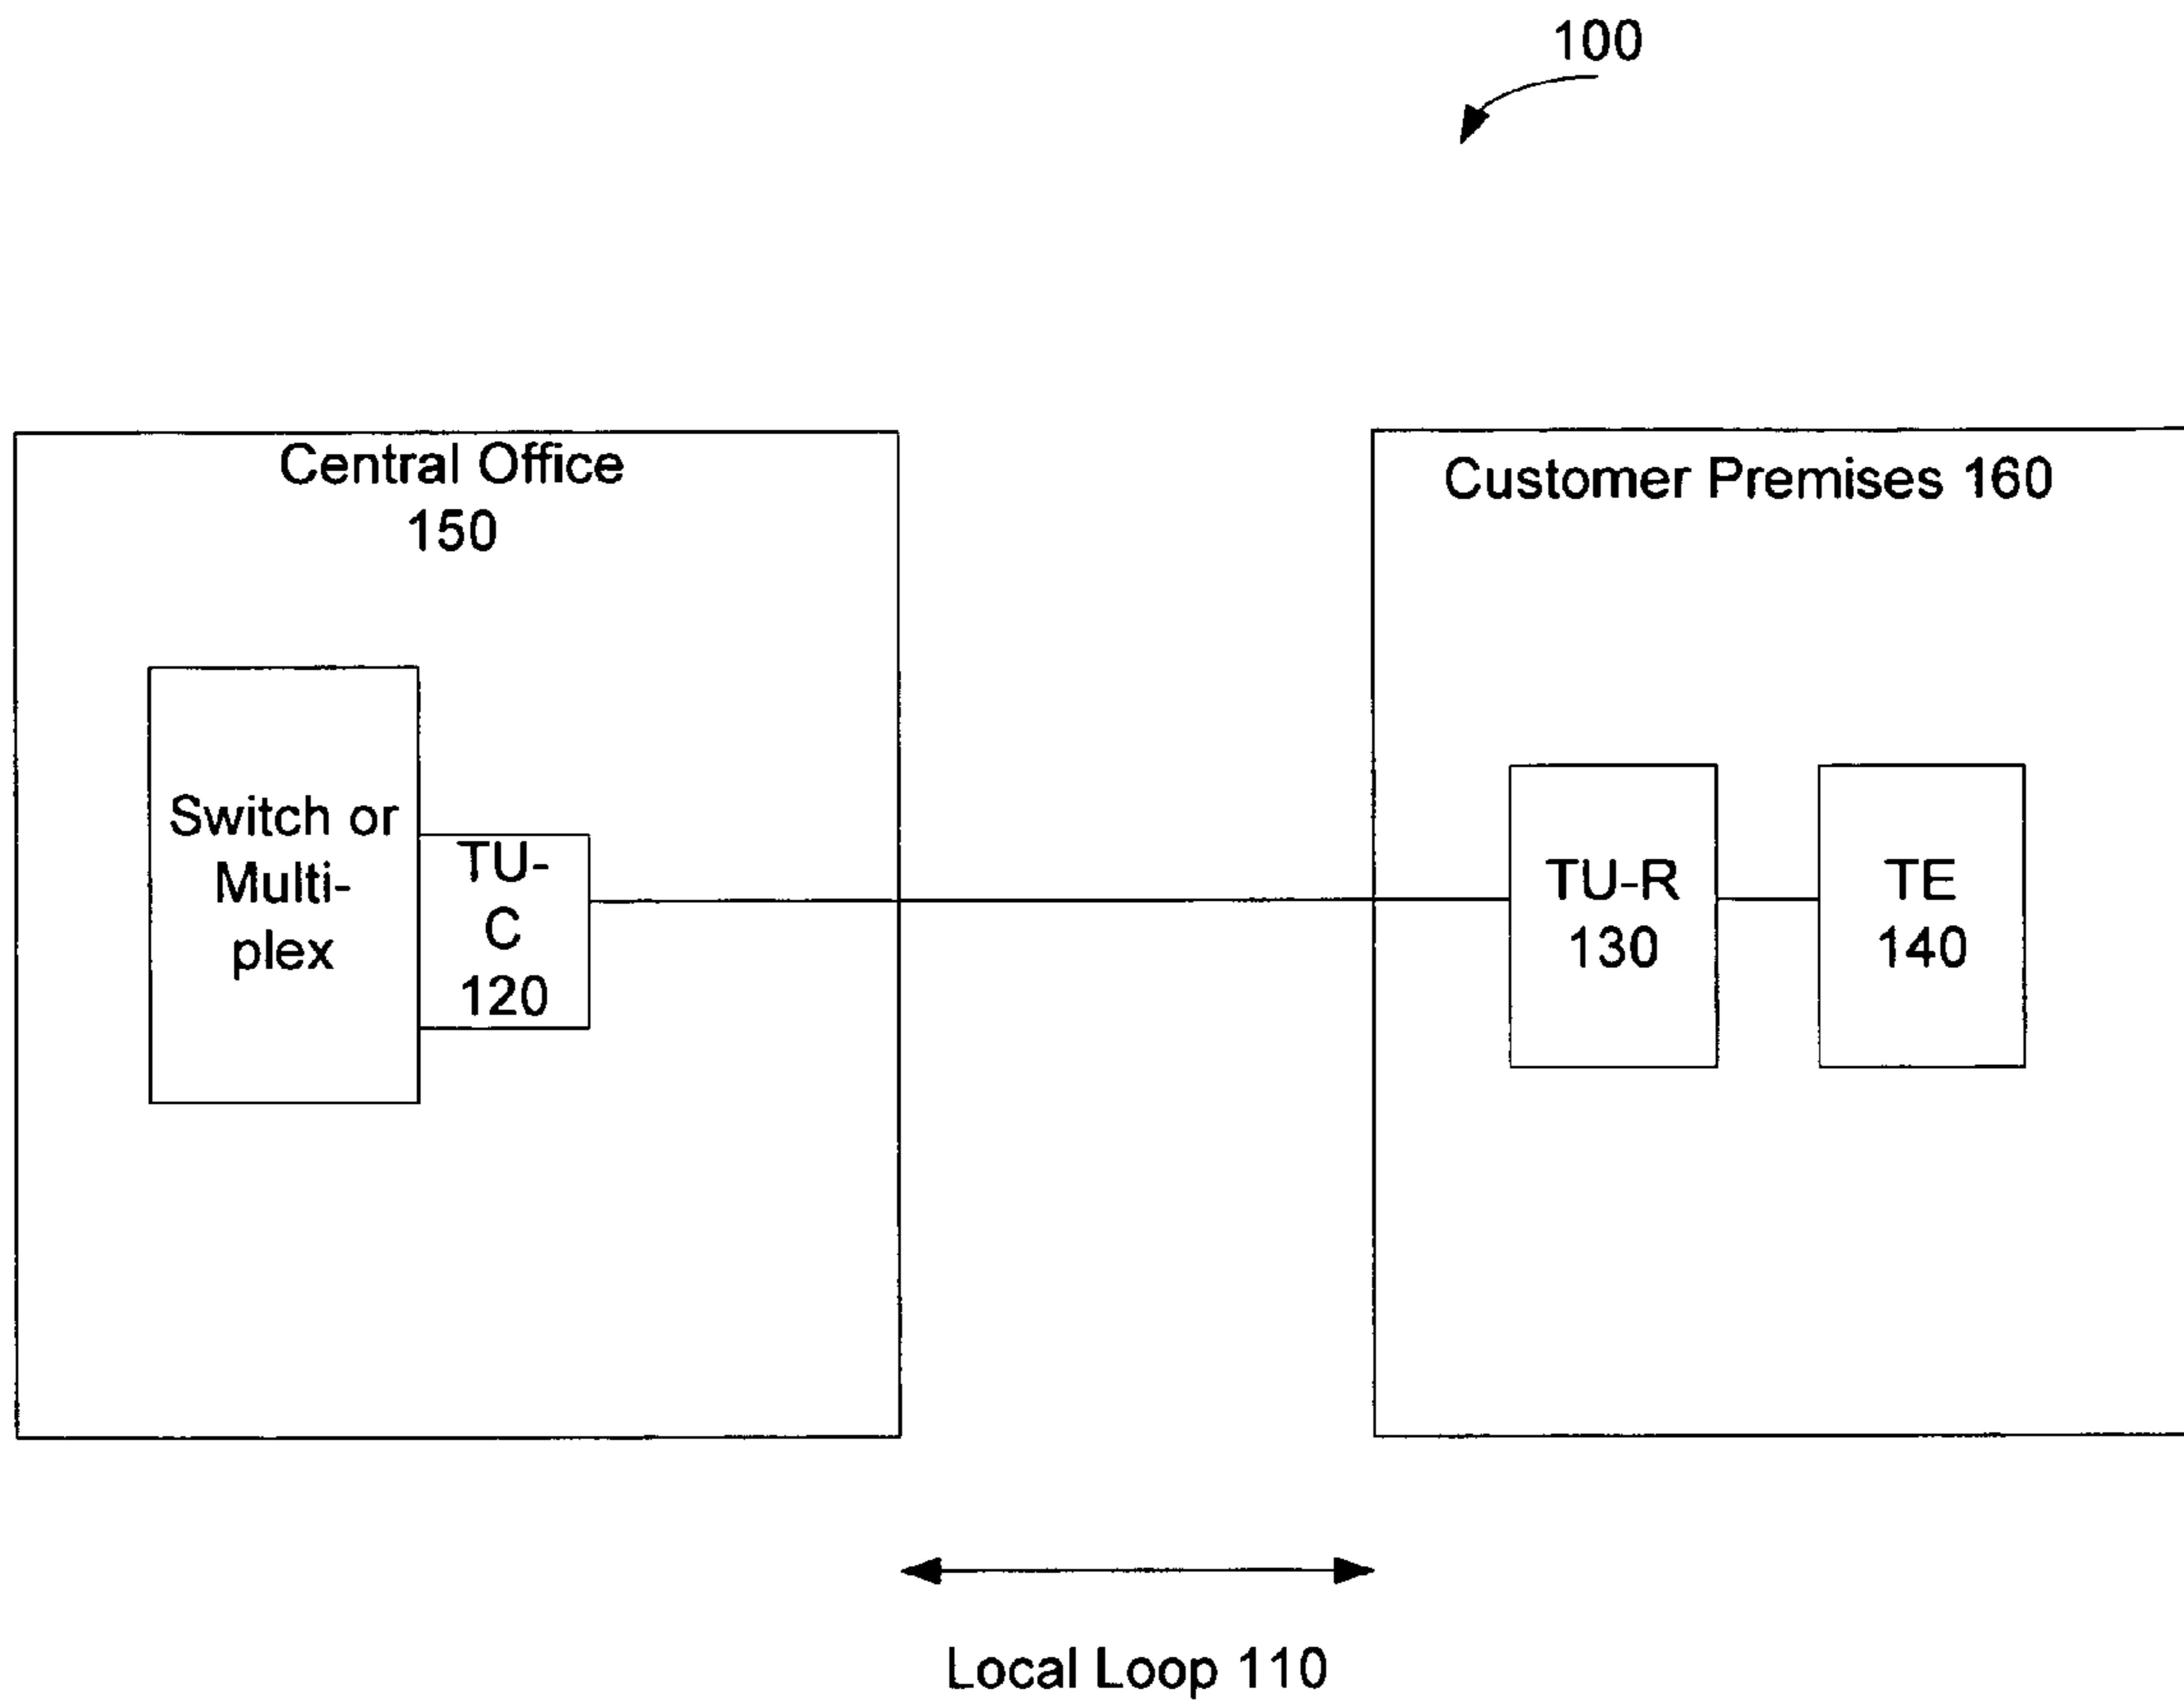 100
Central Office
150
Customer Premises 160
Switch or
Multi-
plex
TU-
C
120
TU-R
130
TE
140
Local Loop 110